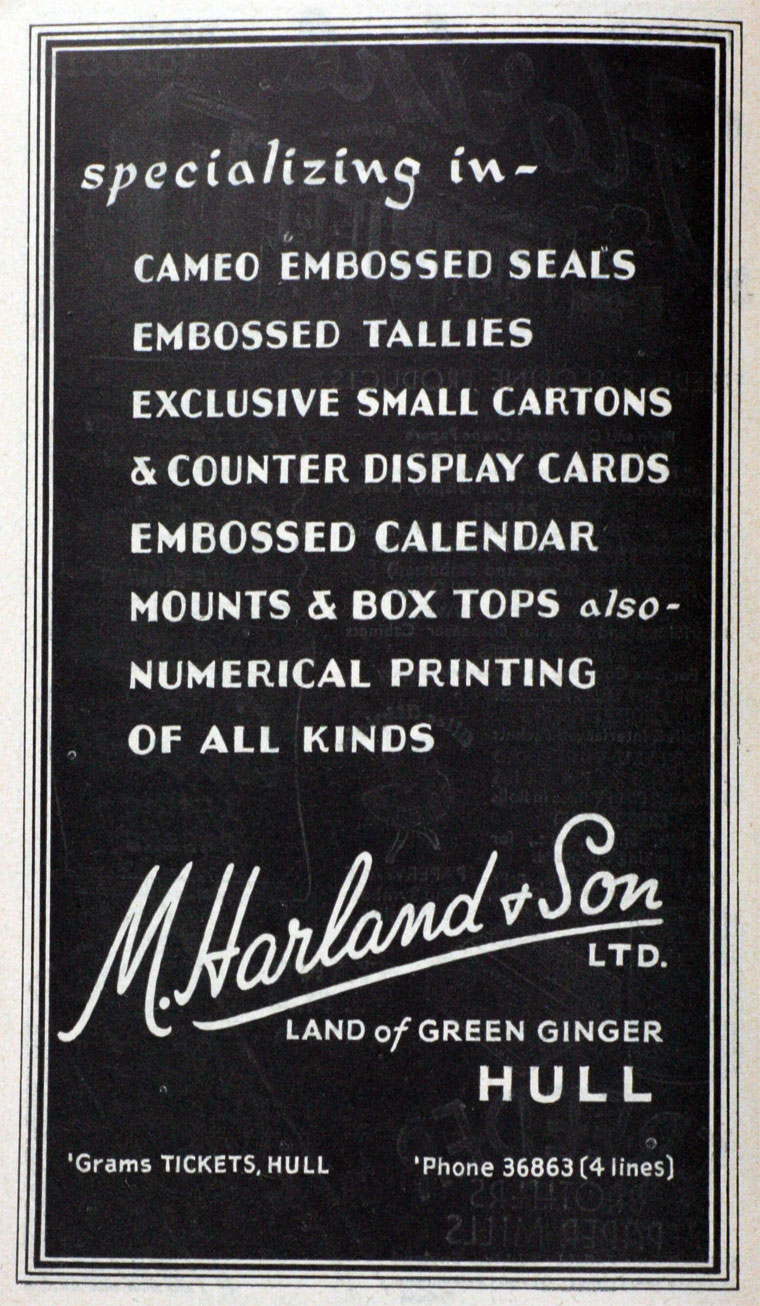 specializing in-
CAMEO EMBOSSED SEALS
EMBOSSED TALLIES
EXCLUSIVE SMALL CARTONS
& COUNTER DISPLAY CARDS
EMBOSSED CALENDAR
MOUNTS & BOX TOPS also-
NUMERICAL PRINTING
OF ALL KINDS
M. Harland & Son
LTD.
LAND of GREEN GINGER
HULL
'Grams TICKETS, HULL 'Phone 36863 (4 lines)